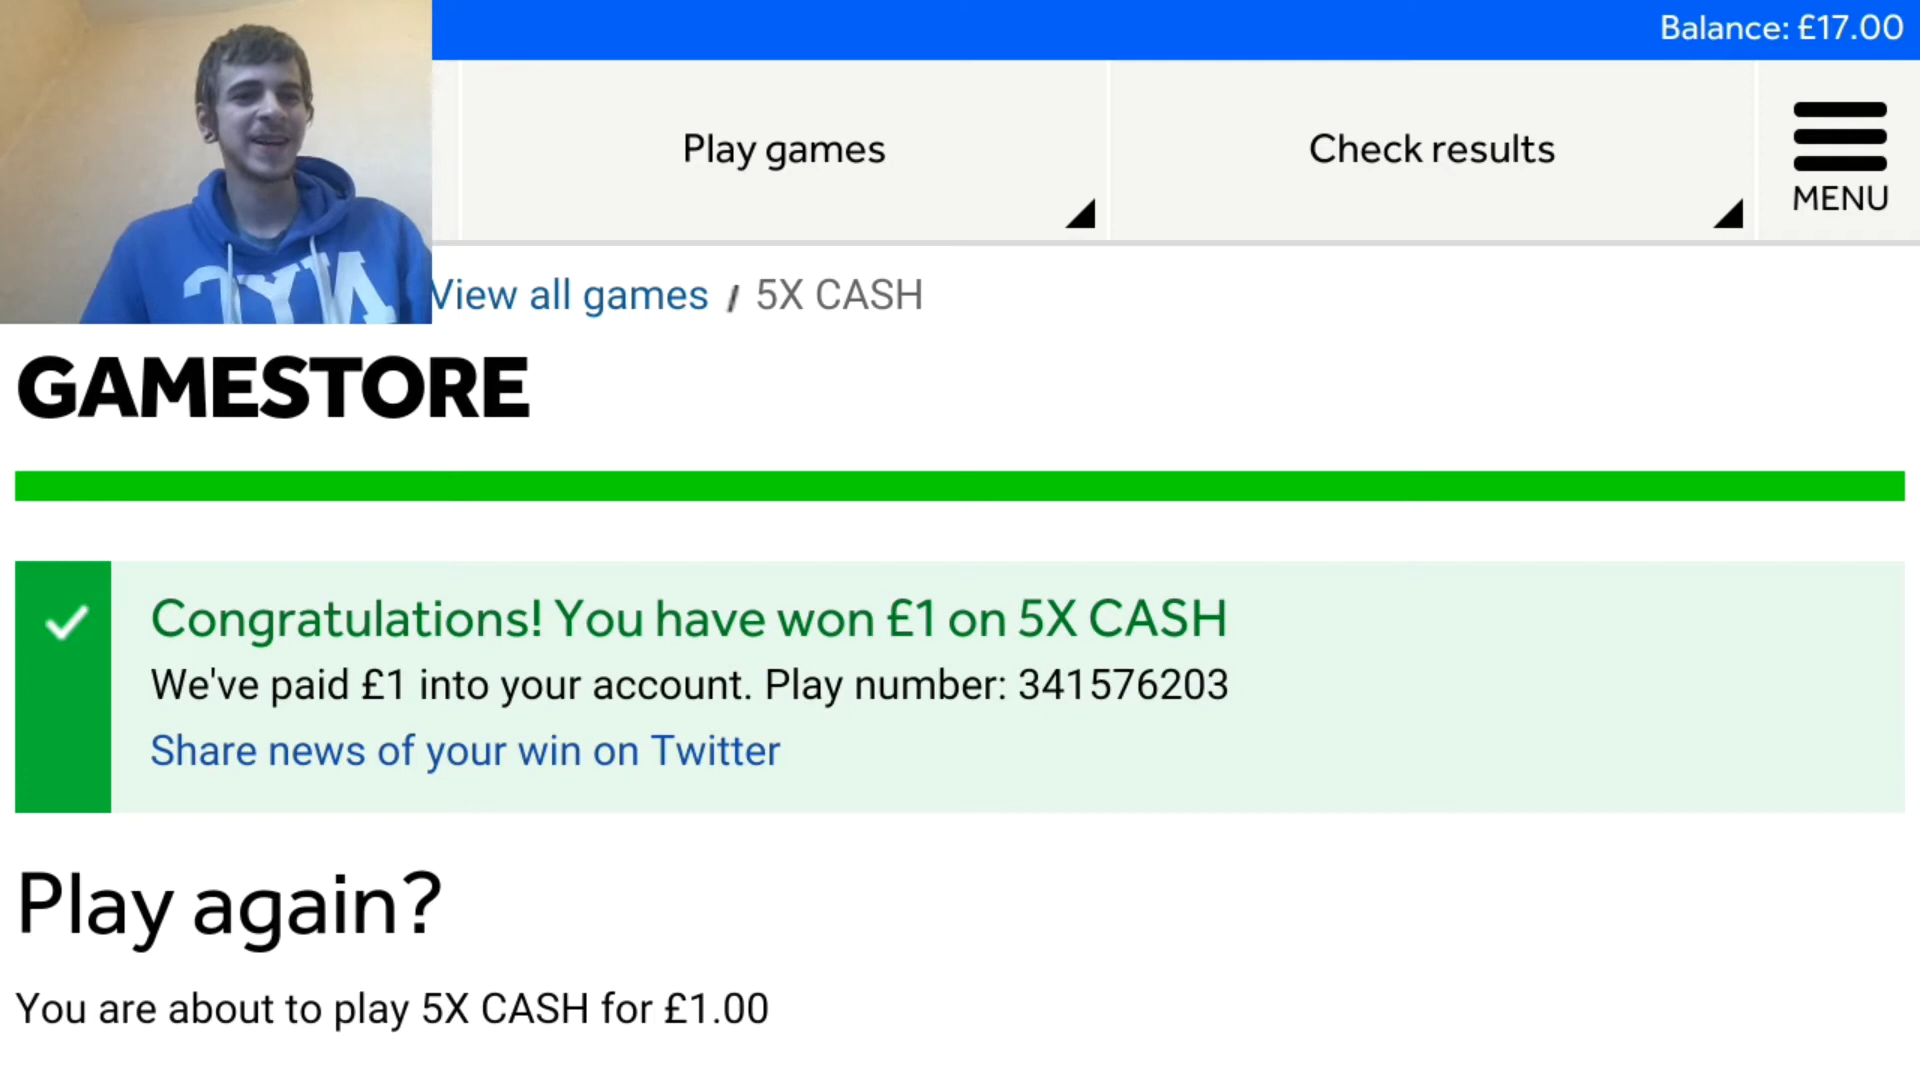 Balance: £17.00
Play games
Check results
MENU
NYC
View all games / 5X CASH
GAMESTORE
Congratulations! You have won £1 on 5X CASH
We've paid £1 into your account. Play number: 341576203
Share news of your win on Twitter
Play again?
You are about to play 5X CASH for £1.00